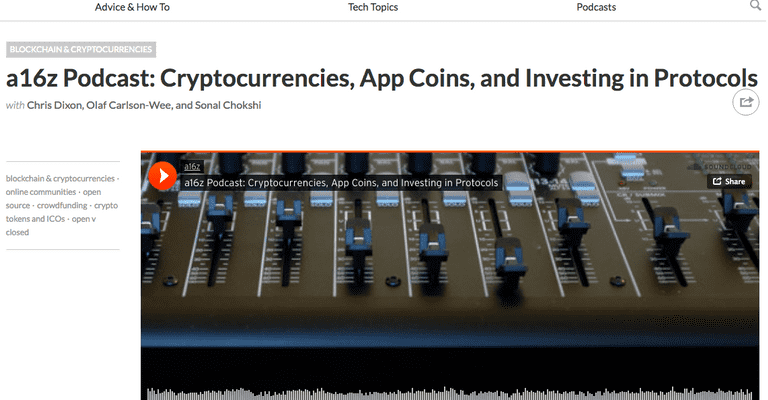 Advice & How To Tech Topics Podcasts
BLOCKCHAIN & CRYPTOCURRENCIES
a16z Podcast: Cryptocurrencies, App Coins, and Investing in Protocols
with Chris Dixon, Olaf Carlson-Wee, and Sonal Chokshi
blockchain & cryptocurrencies ·
online communities · open
source · crowdfunding · crypto
tokens and ICOs · open v
closed
a16z
a16z Podcast: Cryptocurrencies, App Coins, and Investing in Protocols
SOUNDCLOUD
Share